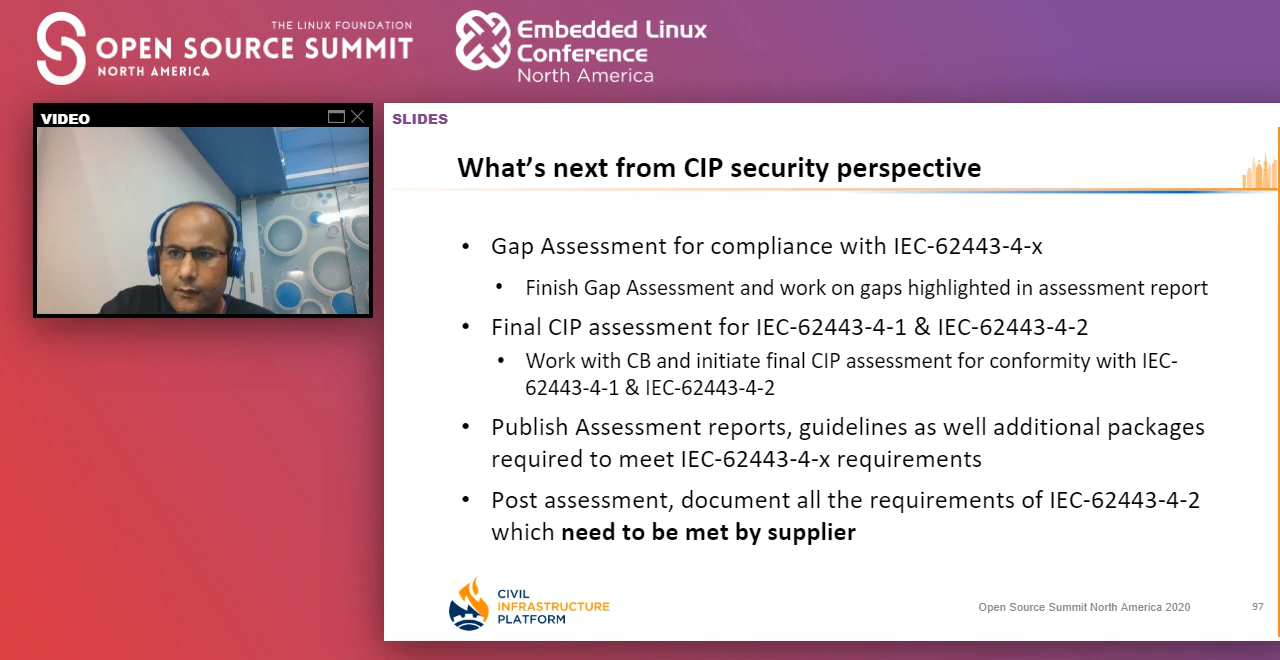 THE LINUX FOUNDATION
OPEN SOURCE SUMMIT
NORTH AMERICA
Embedded Linux
Conference
North America
VIDEO
SLIDES
What's next from CIP security perspective
• Gap Assessment for compliance with IEC-62443-4-x
• Finish Gap Assessment and work on gaps highlighted in assessment report
• Final CIP assessment for IEC-62443-4-1 & IEC-62443-4-2
• Work with CB and initiate final CIP assessment for conformity with IEC-
62443-4-1 & IEC-62443-4-2
• Publish Assessment reports, guidelines as well additional packages
required to meet IEC-62443-4-x requirements
• Post assessment, document all the requirements of IEC-62443-4-2
which need to be met by supplier
CIVIL
INFRASTRUCTURE
PLATFORM
Open Source Summit North America 2020
97